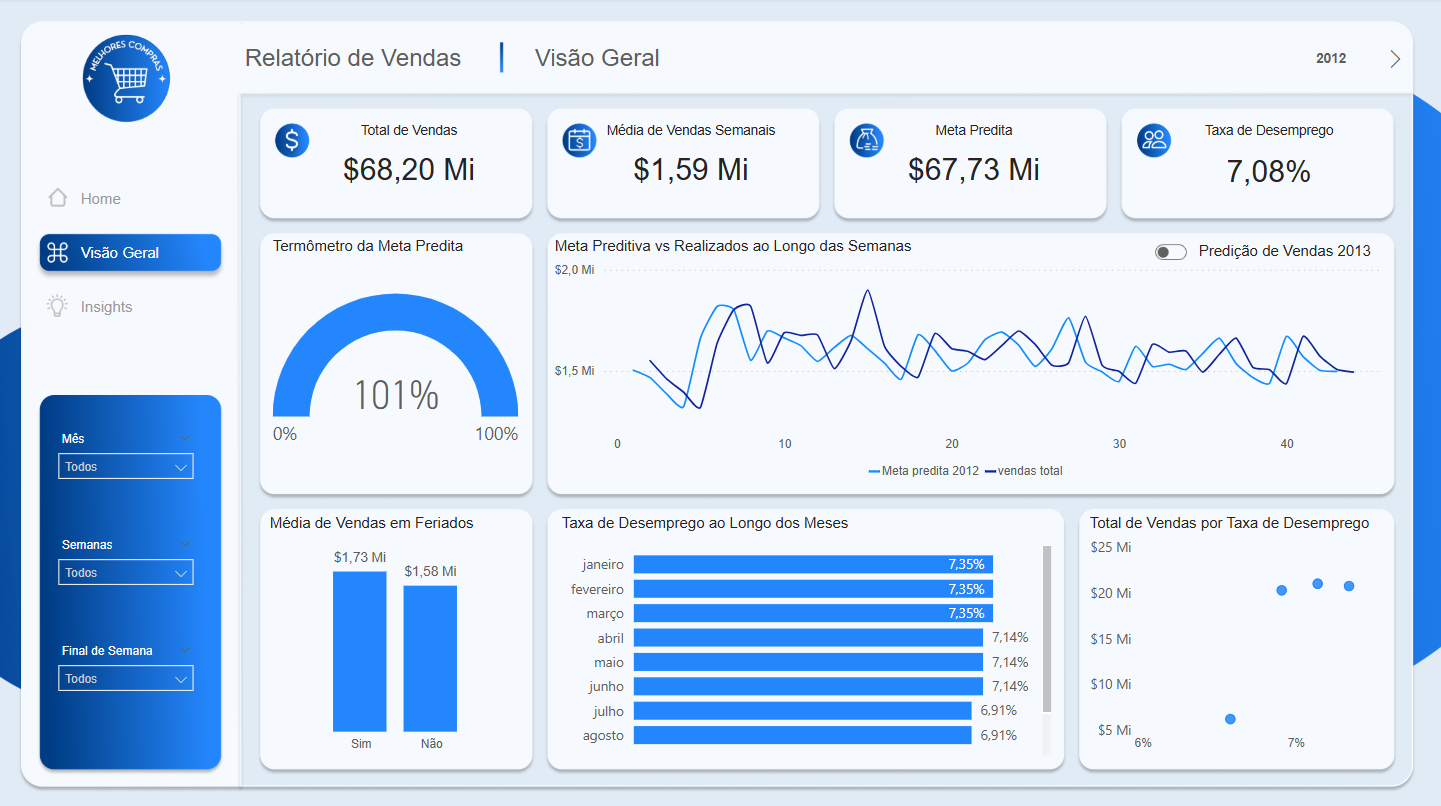 MELHORES COMPRAS
Relatório de Vendas
Visão Geral
2012
Home
Visão Geral
Insights
Mês
Todos
Semanas
Todos
Final de Semana
Todos
Total de Vendas
$68,20 Mi
Média de Vendas Semanais
$1,59 Mi
Meta Predita
$67,73 Mi
Taxa de Desemprego
7,08%
Termômetro da Meta Predita
101%
0%
100%
Meta Preditiva vs Realizados ao Longo das Semanas
Predição de Vendas 2013
$2,0 Mi
$1,5 Mi
0
10
20
30
40
Meta predita 2012
vendas total
Média de Vendas em Feriados
$1,73 Mi
$1,58 Mi
Sim
Não
Taxa de Desemprego ao Longo dos Meses
janeiro
7,35%
fevereiro
7,35%
março
7,35%
abril
7,14%
maio
7,14%
junho
7,14%
julho
6,91%
agosto
6,91%
Total de Vendas por Taxa de Desemprego
$25 Mi
$20 Mi
$15 Mi
$10 Mi
$5 Mi
6%
7%